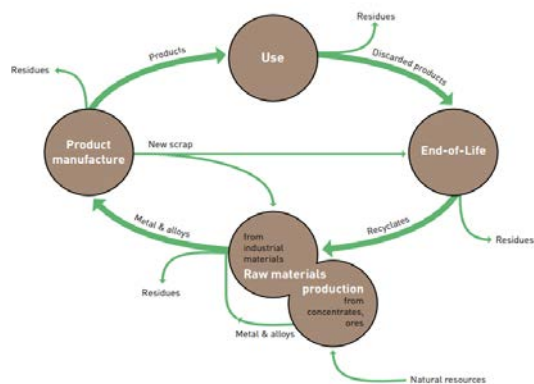 Residues
Products
Use
Discarded products
Residues
Product
manufacture
New scrap
End-of-Life
Metal & alloys
from
industrial
materials
Raw materials
production
from
concentrates,
ores
Recyclates
Residues
Residues
Metal & alloys
Natural resources